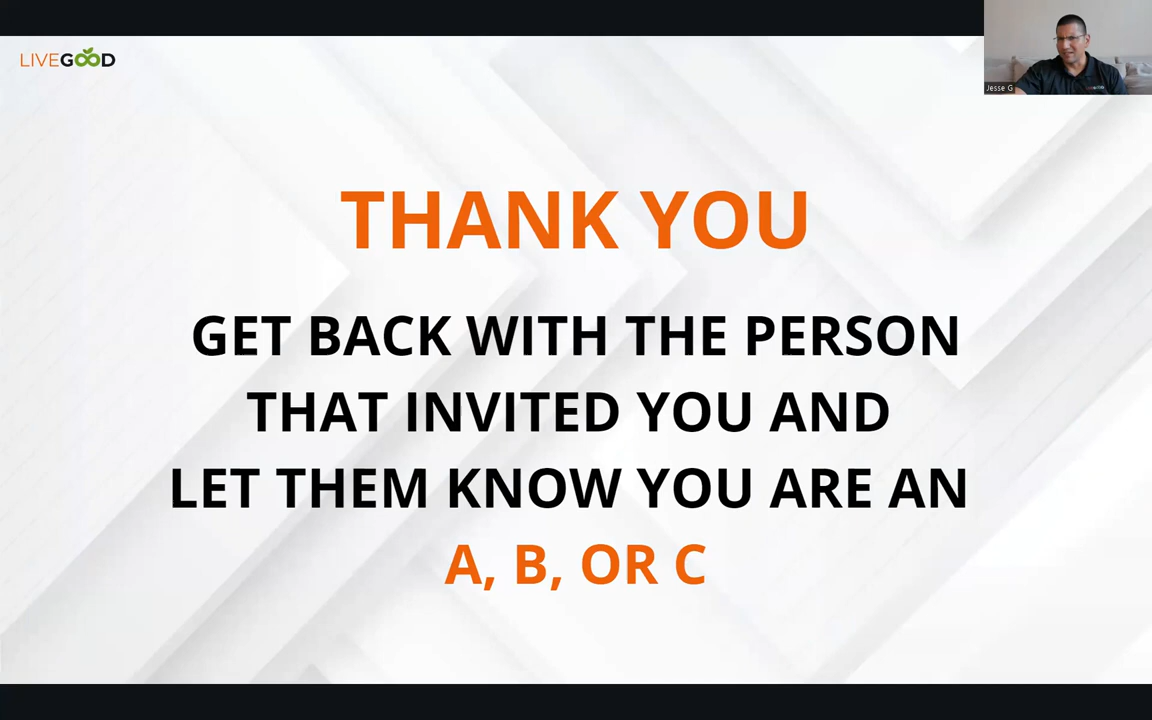 LIVEGOOD
Jesse G
THANK YOU
GET BACK WITH THE PERSON
THAT INVITED YOU AND
LET THEM KNOW YOU ARE AN
A, B, OR C